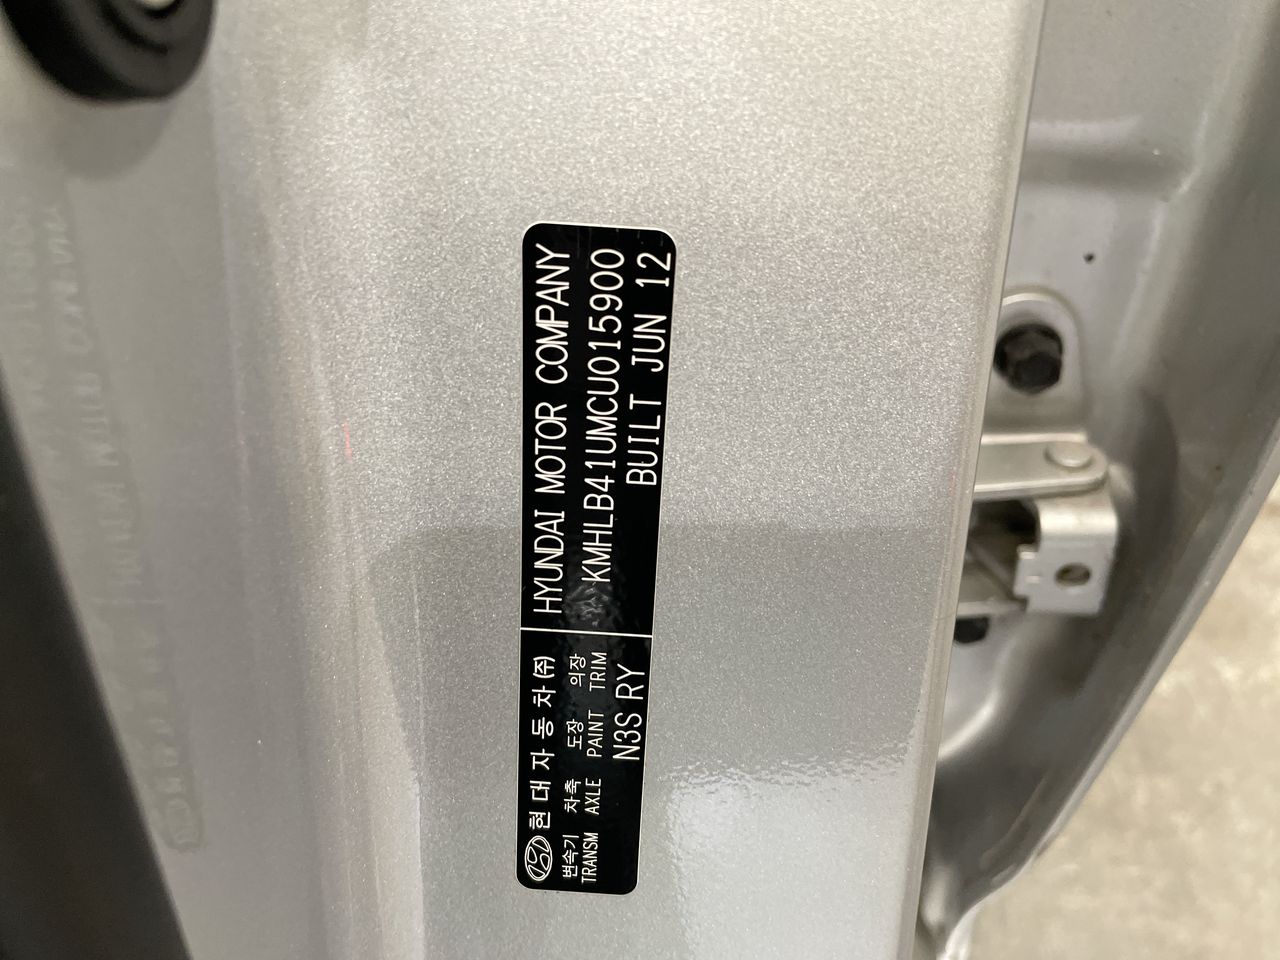 현대자동차(주)
HYUNDAI MOTOR COMPANY
변속기 차축 도장 의장
TRANSM AXLE PAINT TRIM
KMHLB41UMCU015900
N3S RY
BUILT JUN 12